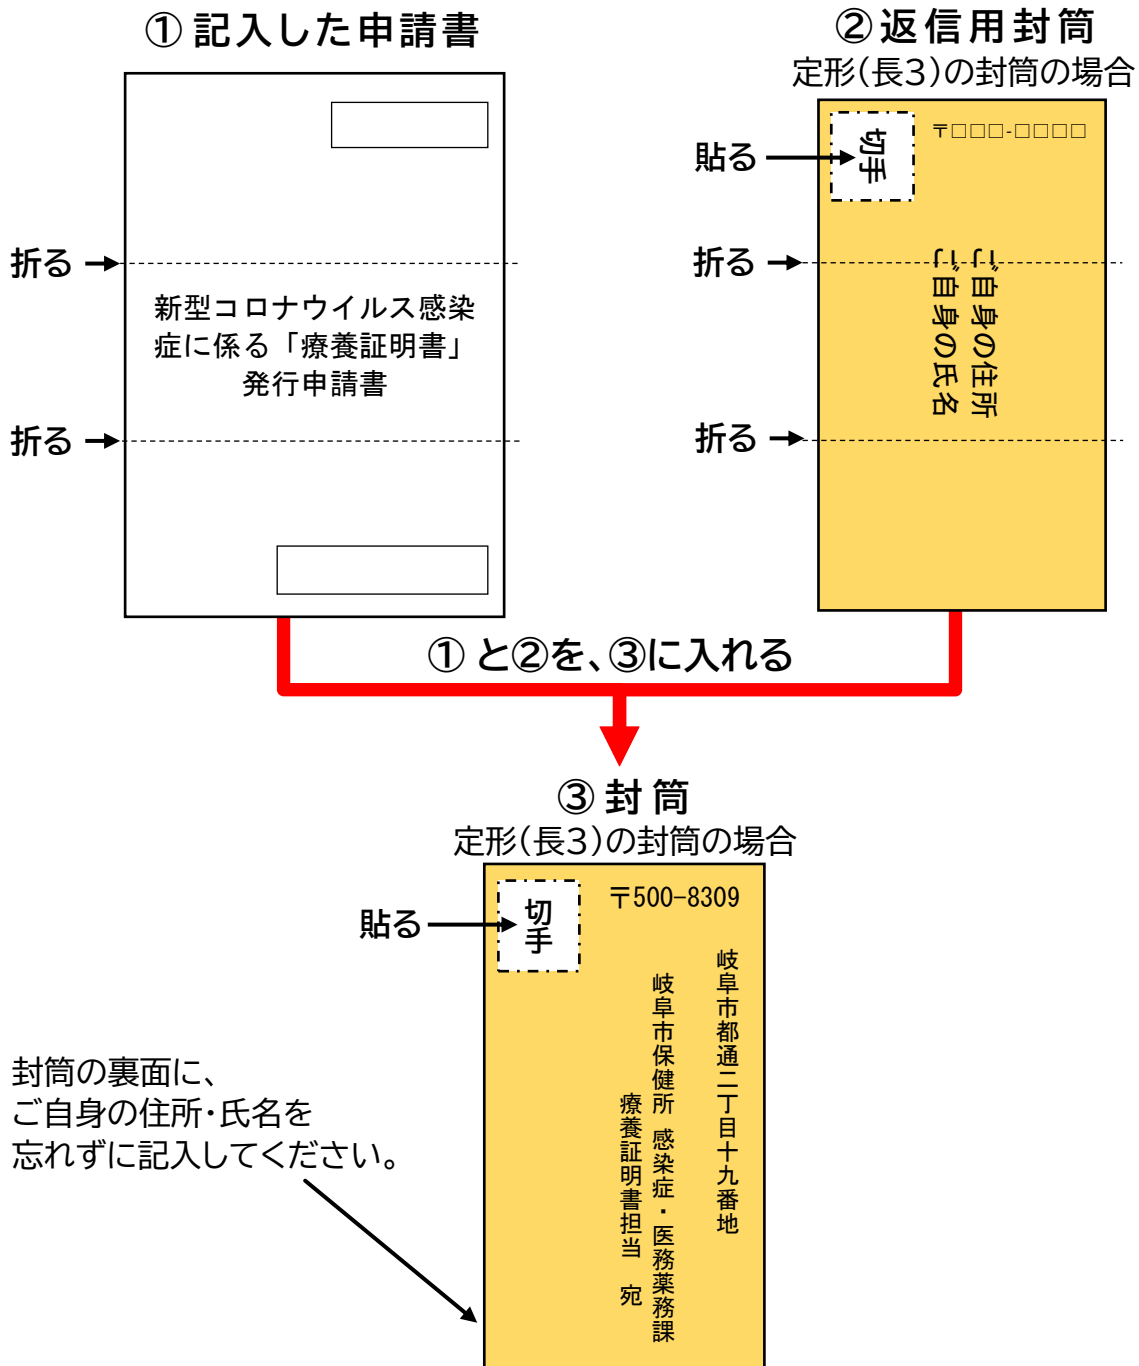 ①記入した申請書
折る
新型コロナウイルス感染
症に係る「療養証明書」
発行申請書
折る
②返信用封筒
定形(長3)の封筒の場合
貼る
切手
〒□□□-□□□□
折る
ご自身の住所
ご自身の氏名
折る
①と②を、③に入れる
③封筒
定形(長3)の封筒の場合
貼る
切手
〒500-8309
岐阜市都通二丁目十九番地
岐阜市保健所 感染症・医務薬務課
療養証明書担当 宛
封筒の裏面に、
ご自身の住所・氏名を
忘れずに記入してください。